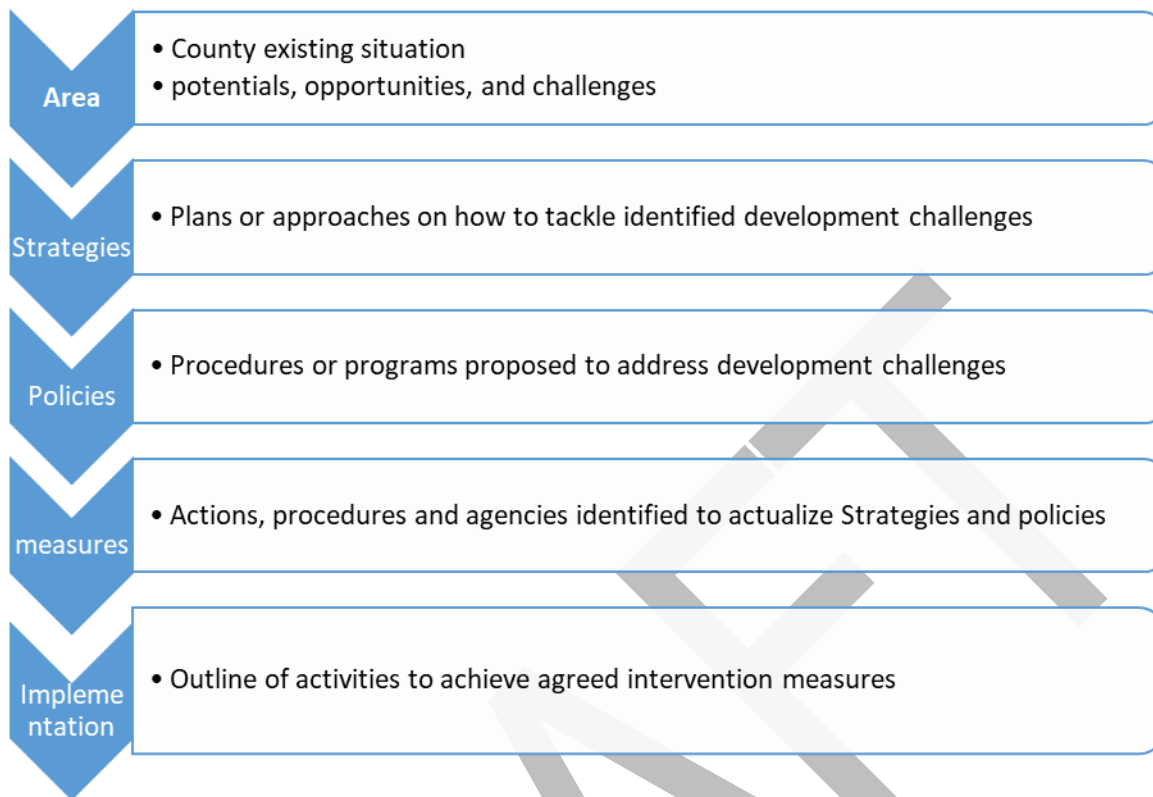 Area
• County existing situation
• potentials, opportunities, and challenges
Strategies
• Plans or approaches on how to tackle identified development challenges
Policies
• Procedures or programs proposed to address development challenges
measures
• Actions, procedures and agencies identified to actualize Strategies and policies
Impleme
ntation
• Outline of activities to achieve agreed intervention measures
AFT